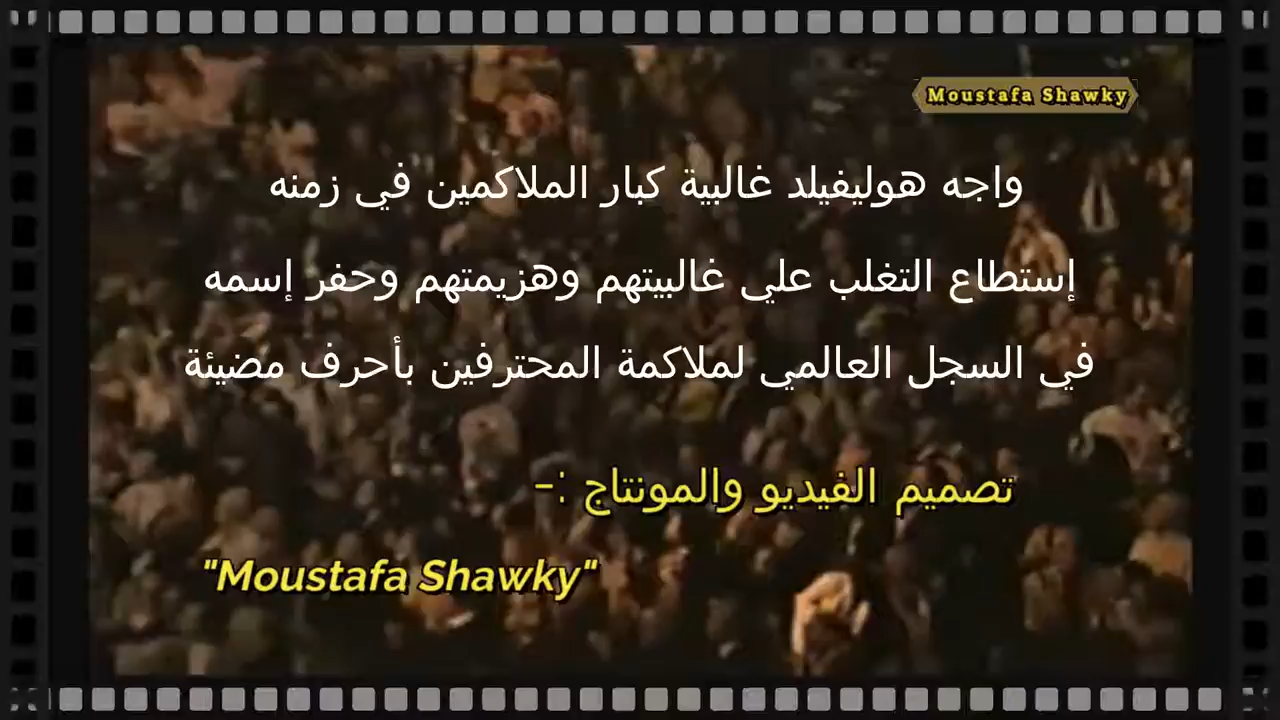 Moustafa Shawky
واجه هوليفيلد غالبية كبار الملاكمين في زمنه
إستطاع التغلب علي غالبيتهم وهزيمتهم وحفر إسمه
في السجل العالمي لملاكمة المحترفين بأحرف مضيئة
تصميم الفيديو والمونتاج :-
"Moustafa Shawky"